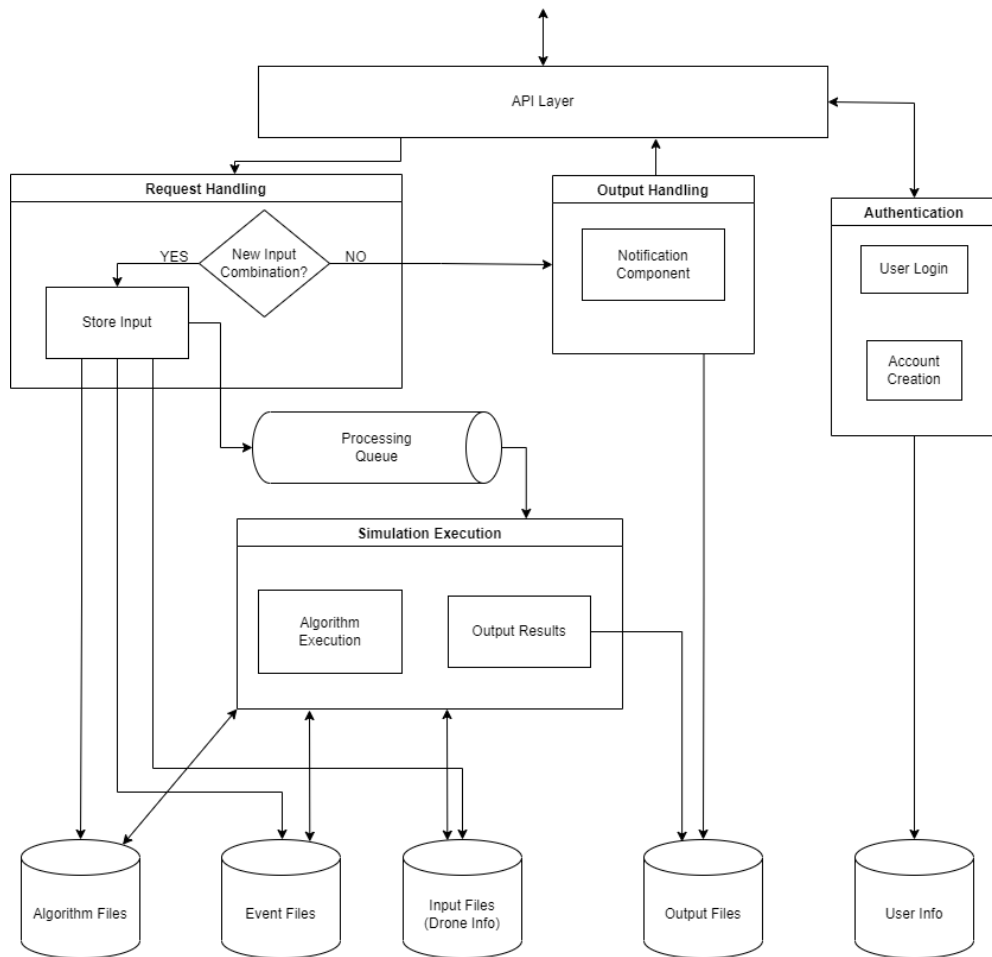 API Layer
Request Handling
Output Handling
Authentication
YES
New Input
Combination?
NO
Notification
Component
User Login
Store Input
Account
Creation
Processing
Queue
Simulation Execution
Algorithm
Execution
Output Results
Algorithm Files
Event Files
Input Files
(Drone Info)
Output Files
User Info